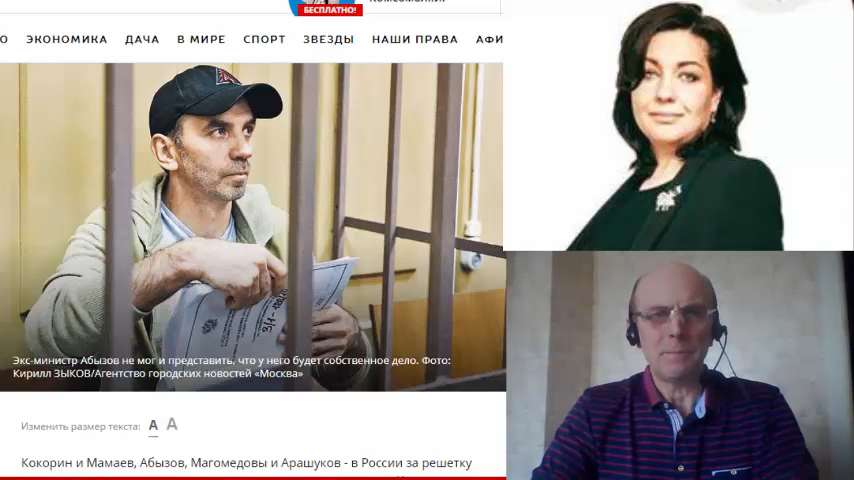 БЕСПЛАТНО!
ЭКОНОМИКА ДАЧА В МИРЕ СПОРТ ЗВЕЗДЫ НАШИ ПРАВА АФИ
Экс-министр Абызов не мог и представить, что у него будет собственное дело. Фото:
Кирилл ЗЫКОВ/Агентство городских новостей «Москва»
Изменить размер текста: А А
Кокорин и Мамаев, Абызов, Магомедовы и Арашуков - в России за решетку